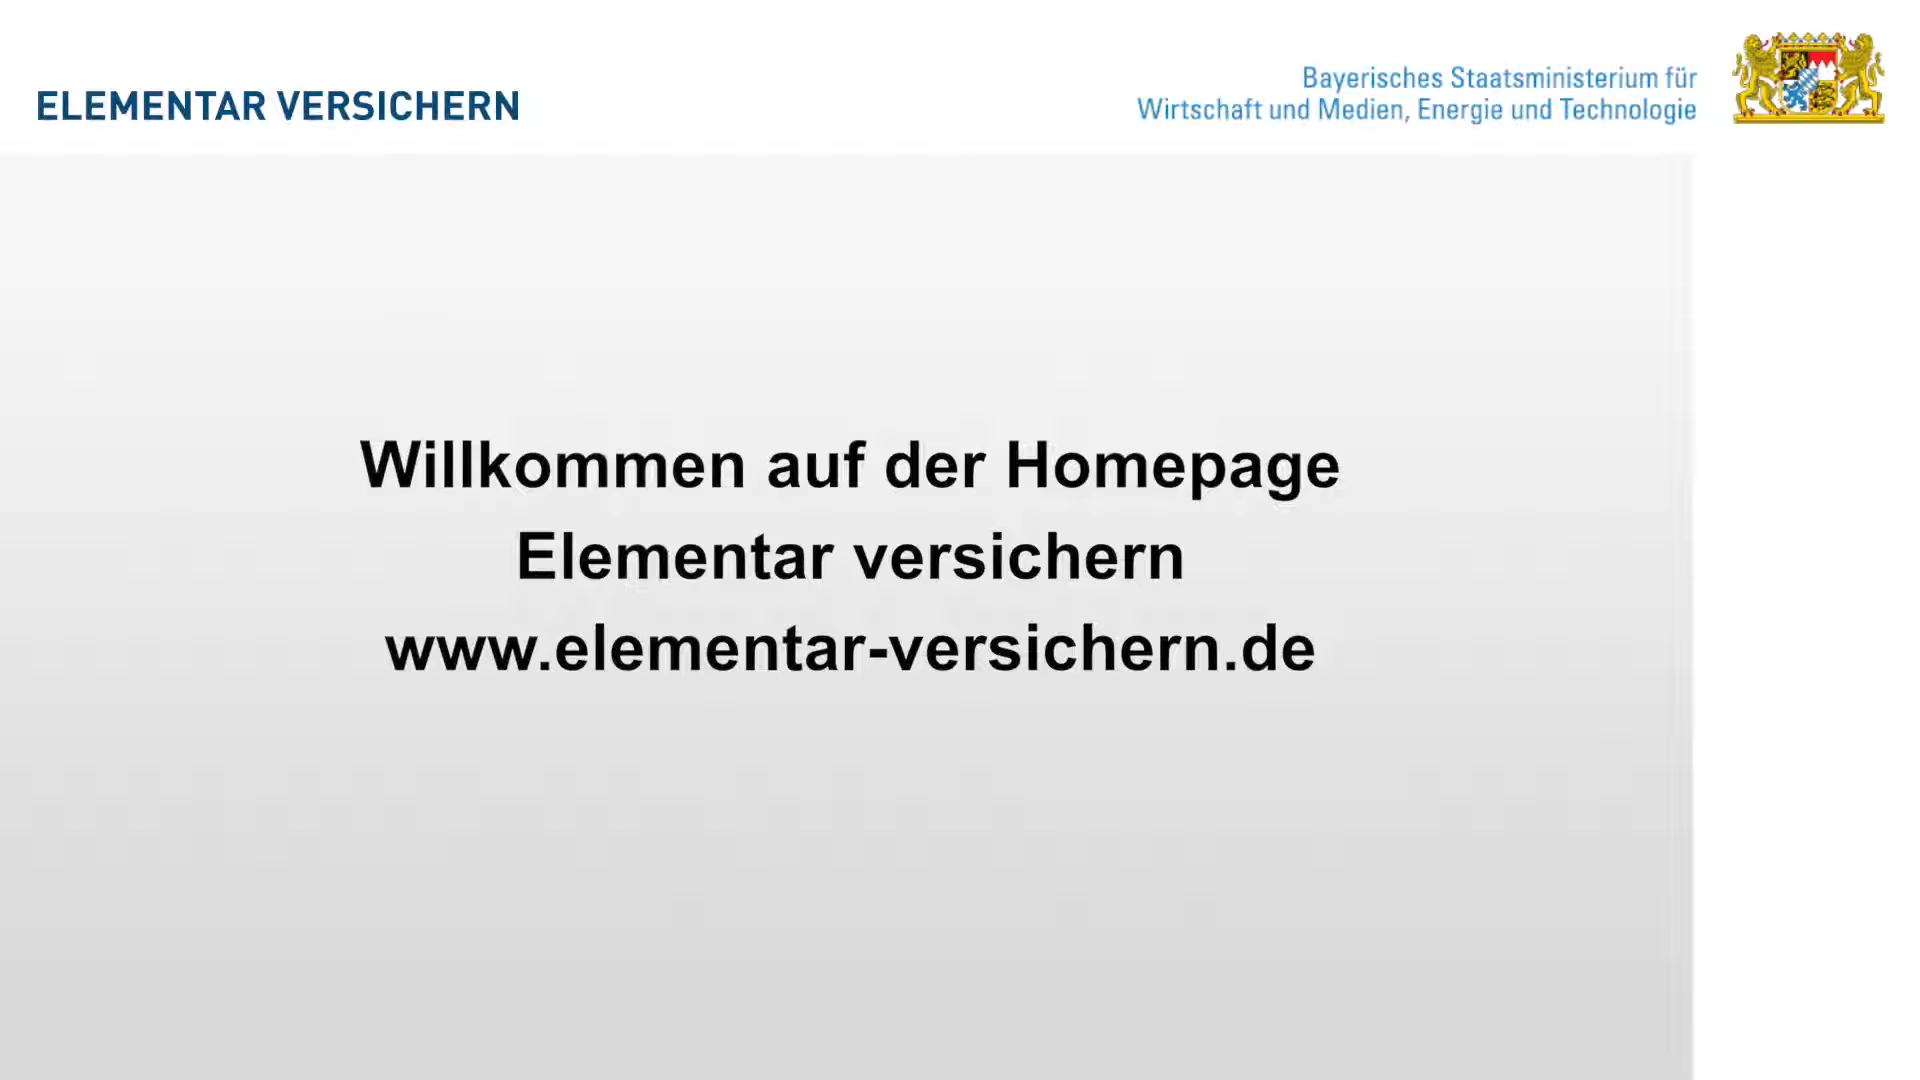 ELEMENTAR VERSICHERN
Bayerisches Staatsministerium für
Wirtschaft und Medien, Energie und Technologie
Willkommen auf der Homepage
Elementar versichern
www.elementar-versichern.de